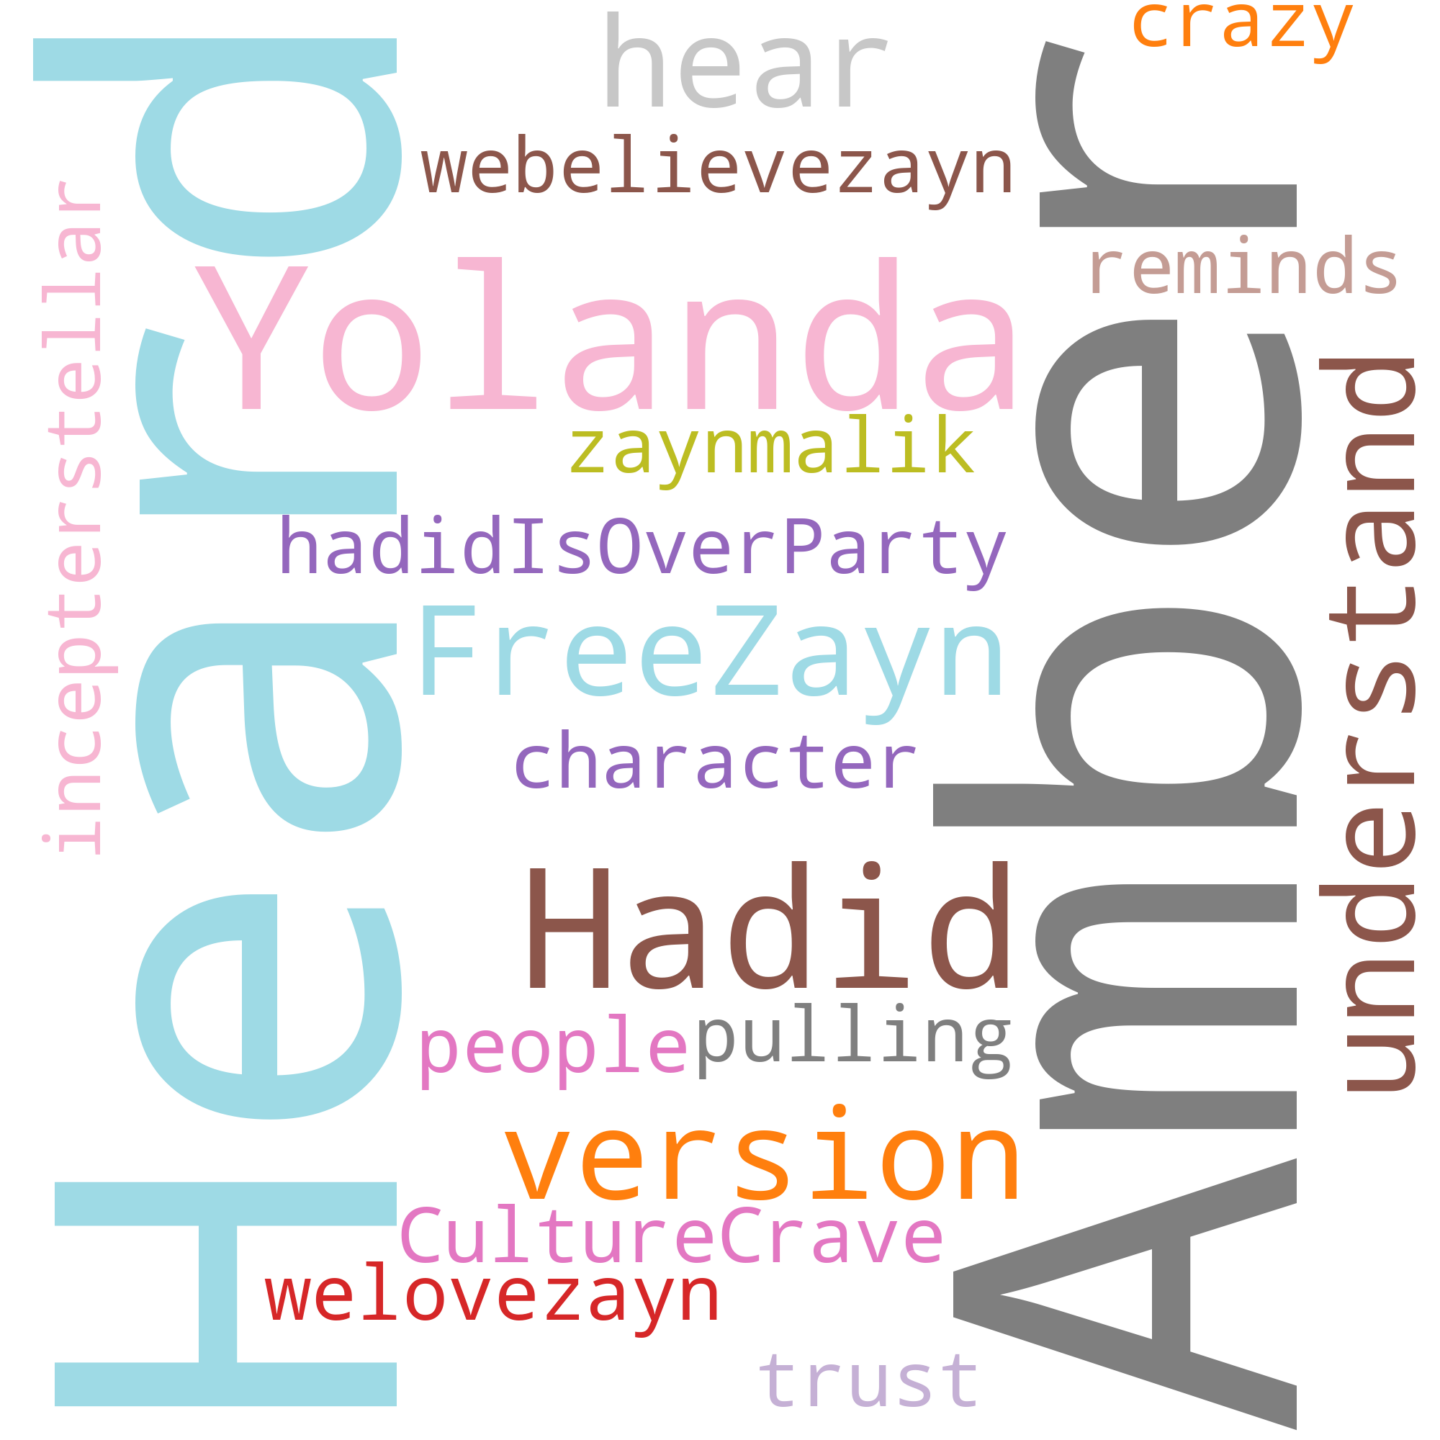 crazy
hear
webelievezayn
reminds
Yolanda
zaynmalik
hadidIsOverParty
FreeZayn
character
Hadid
people
pulling
version
CultureCrave
welovezayn
trust
incepterstellar
Heard
Amber
understand